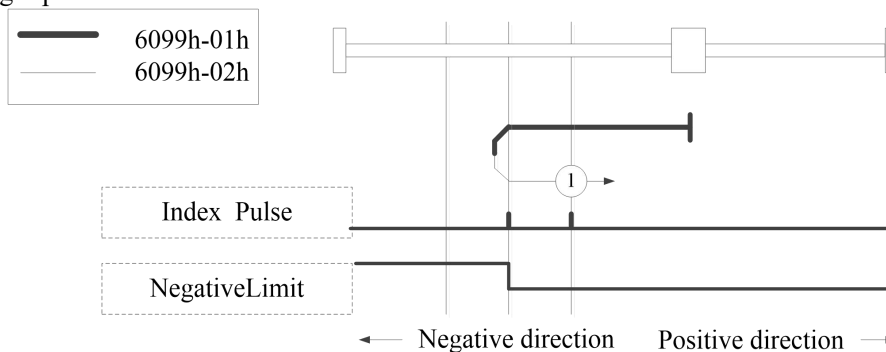 6099h-01h
6099h-02h
1
Index Pulse
NegativeLimit
Negative direction
Positive direction